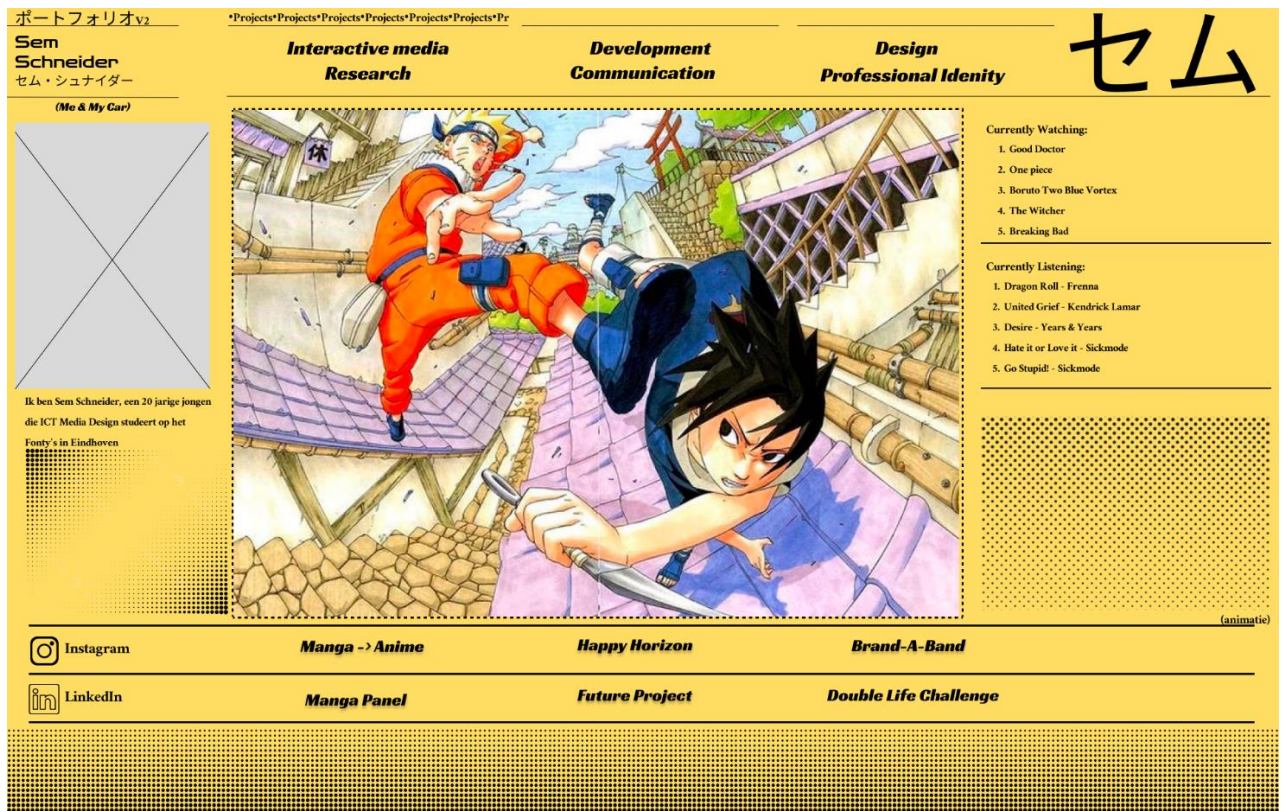 ポートフォリオV2
Sem
Schneider
セム・シュナイダー
(Me & My Car)
•Projects•Projects•Projects•Projects•Projects•Projects•Pr
Interactive media
Research
Development
Communication
Design
Professional Idenity
セム
休
Ik ben Sem Schneider, een 20 jarige jongen
die ICT Media Design studeert op het
Fonty's in Eindhoven
Currently Watching:
1. Good Doctor
2. One piece
3. Boruto Two Blue Vortex
4. The Witcher
5. Breaking Bad
Currently Listening:
1. Dragon Roll - Frenna
2. United Grief - Kendrick Lamar
3. Desire - Years & Years
4. Hate it or Love it - Sickmode
5. Go Stupid! - Sickmode
(animatie)
Instagram
LinkedIn
Manga -> Anime
Happy Horizon
Brand-A-Band
Manga Panel
Future Project
Double Life Challenge